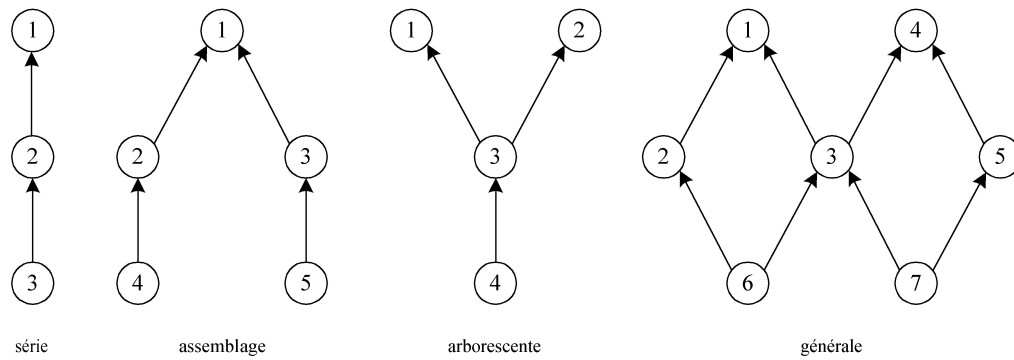 1 1 1 2 1 4
2 2 3 3 2 3 5
3 4 5 4 6 7
série assemblage arborescente générale